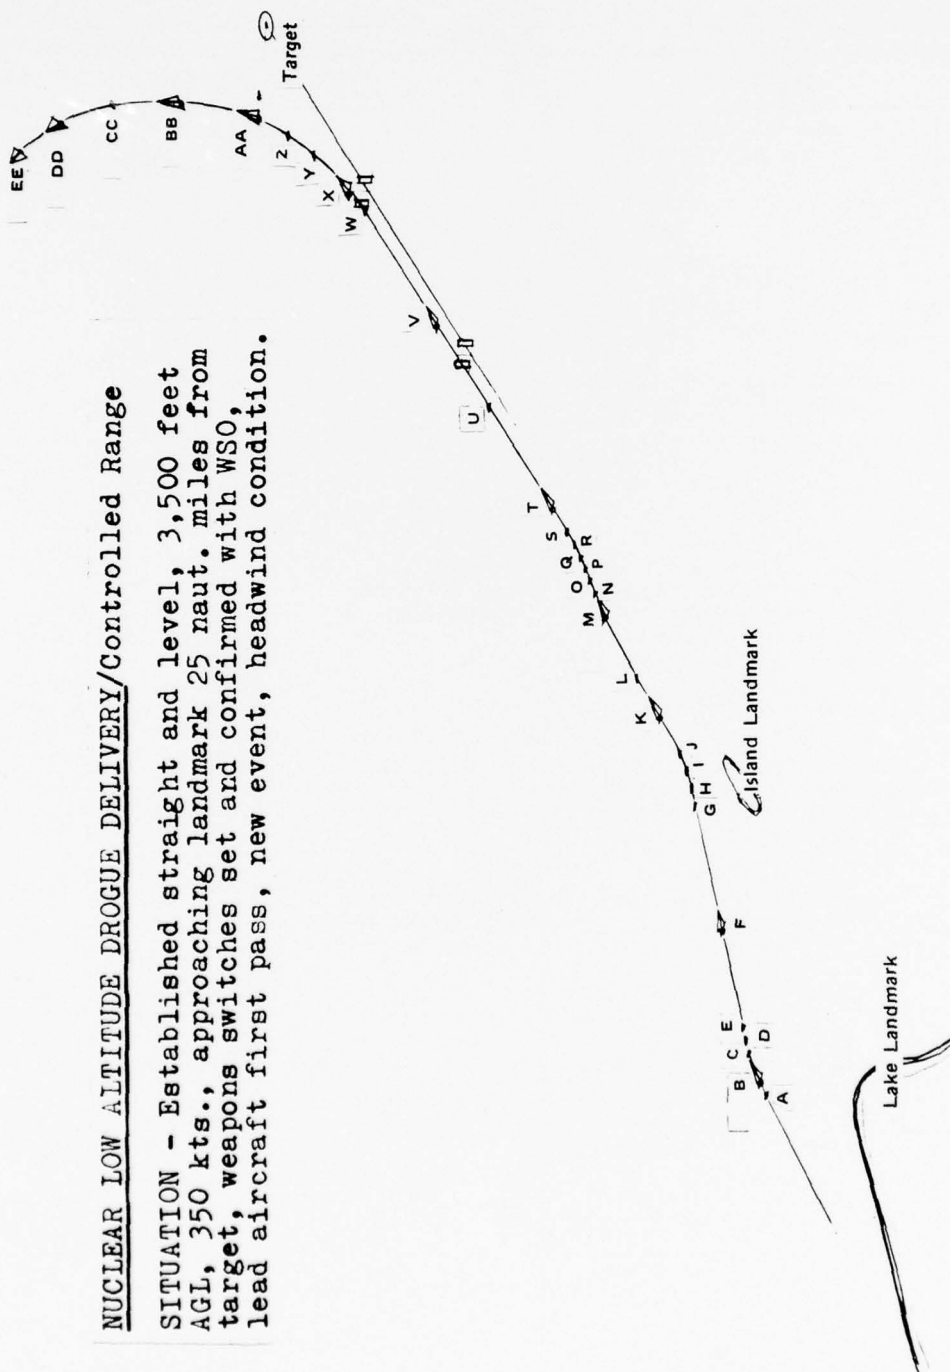 NUCLEAR LOW ALTITUDE DROGUE DELIVERY/Controlled Range
SITUATION - Established straight and level, 3,500 feet
AGL, 350 kts., approaching landmark 25 naut. miles from
target, weapons switches set and confirmed with WSO,
lead aircraft first pass, new event, headwind condition.
A
B
C
D
E
F
G
H
I
J
K
L
M
N
O
P
Q
R
S
T
U
V
W
X
Y
2
AA
BB
CC
DD
EE
Target
Island Landmark
Lake Landmark